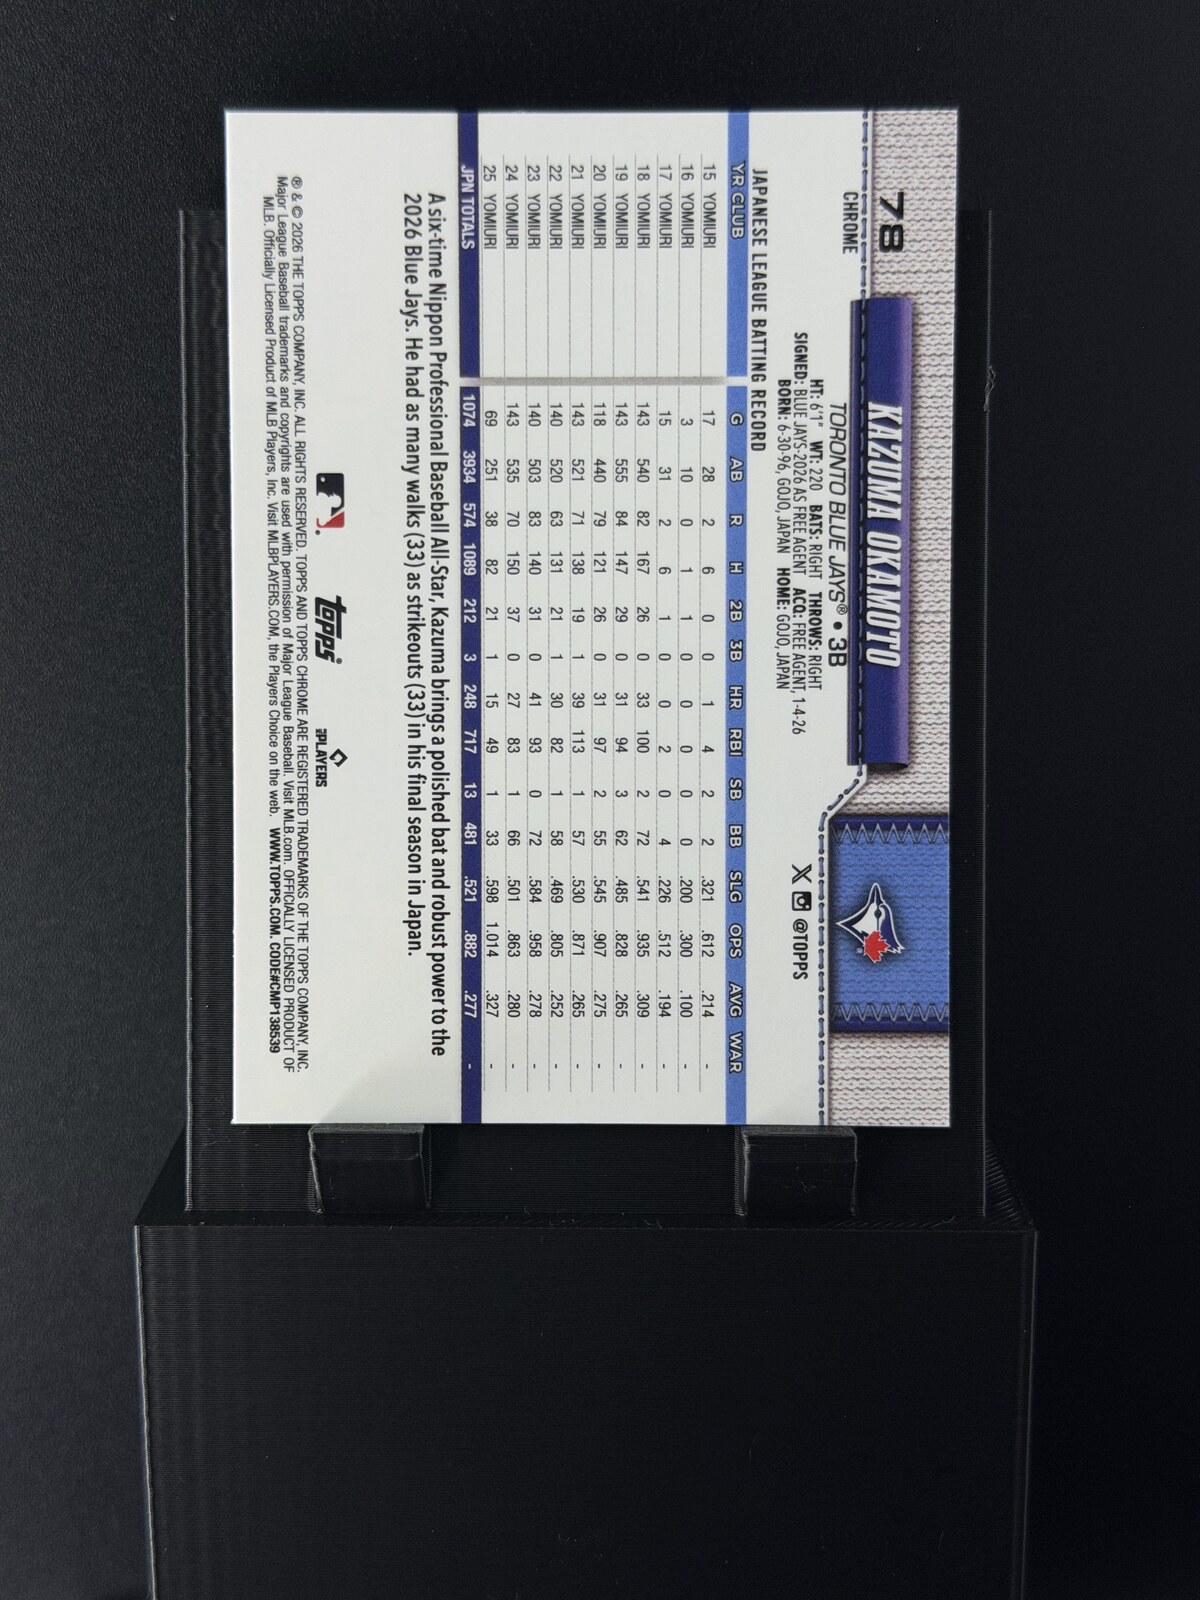 78
CHROME
KAZUMA OKAMOTO
TORONTO BLUE JAYS® • 3B
HT: 6'1" WT: 220 BATS: RIGHT THROWS: RIGHT
SIGNED: BLUE JAYS-2026 AS FREE AGENT ACQ: FREE AGENT, 1-4-26
BORN: 6-30-96, GOJO, JAPAN HOME: GOJO, JAPAN
@TOPPS
JAPANESE LEAGUE BATTING RECORD
YR CLUB G AB R H 2B 3B HR RBI SB BB SLG OPS AVG WAR
15 YOMIURI 17 28 2 6 0 0 1 4 2 2 .321 .612 .214 -
16 YOMIURI 3 10 0 1 1 0 0 0 0 0 .200 .300 .100 -
17 YOMIURI 15 31 2 6 1 0 0 2 0 4 .226 .512 .194 -
18 YOMIURI 143 540 82 167 26 0 33 100 2 72 .541 .935 .309 -
19 YOMIURI 143 555 84 147 29 0 31 94 3 62 .485 .828 .265 -
20 YOMIURI 118 440 79 121 26 0 31 97 2 55 .545 .907 .275 -
21 YOMIURI 143 521 71 138 19 1 39 113 1 57 .530 .871 .265 -
22 YOMIURI 140 520 63 131 21 1 30 82 1 58 .469 .805 .252 -
23 YOMIURI 140 503 83 140 31 0 41 93 0 72 .584 .958 .278 -
24 YOMIURI 143 535 70 150 37 0 27 83 1 66 .501 .863 .280 -
25 YOMIURI 69 251 38 82 21 1 15 49 1 33 .598 1.014 .327 -
JPN TOTALS 1074 3934 574 1089 212 3 248 717 13 481 .521 .882 .277 -
A six-time Nippon Professional Baseball All-Star, Kazuma brings a polished bat and robust power to the
2026 Blue Jays. He had as many walks (33) as strikeouts (33) in his final season in Japan.
topps®
PLAYERS
® & © 2026 THE TOPPS COMPANY, INC. ALL RIGHTS RESERVED. TOPPS AND TOPPS CHROME ARE REGISTERED TRADEMARKS OF THE TOPPS COMPANY, INC.
Major League Baseball trademarks and copyrights are used with permission of Major League Baseball. Visit MLB.com. OFFICIALLY LICENSED PRODUCT OF
MLB. Officially Licensed Product of MLB Players, Inc. Visit MLBPLAYERS.COM, the Players Choice on the web. WWW.TOPPS.COM. CODE#CMP138539